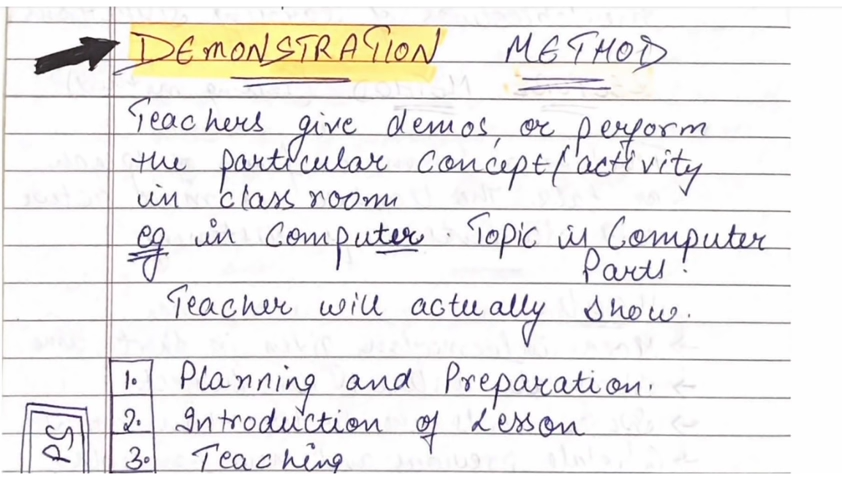 DEMONSTRATION METHOD
Teachers give demos, or perform
the particular concept/activity
in class room
eg in Computer. Topic is Computer
Parts.
Teacher will actually show.
1. Planning and Preparation.
2. Introduction of Lesson
3. Teaching